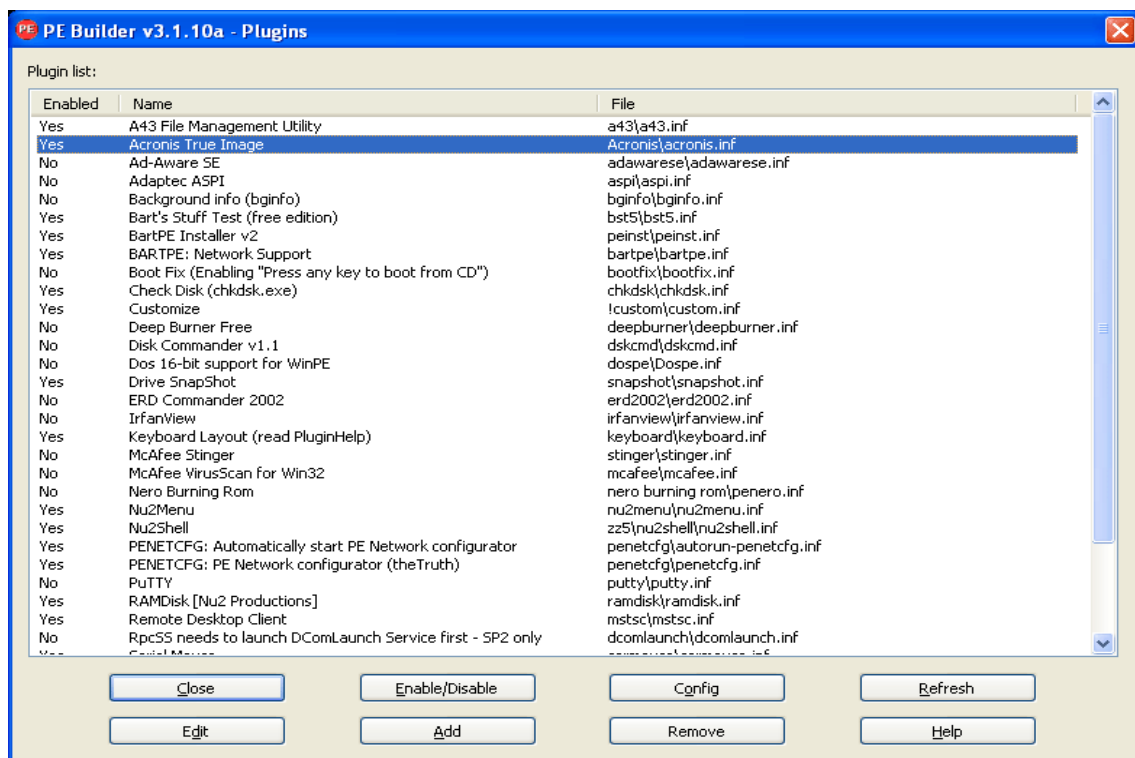 PE PE Builder v3.1.10a - Plugins
Plugin list:
Enabled Name File
Yes A43 File Management Utility a43\a43.inf
Yes Acronis True Image Acronis\acronis.inf
No Ad-Aware SE adawarese\adawarese.inf
No Adaptec ASPI aspi\aspi.inf
No Background info (bginfo) bginfo\bginfo.inf
Yes Bart's Stuff Test (free edition) bst5\bst5.inf
Yes BartPE Installer v2 peinst\peinst.inf
Yes BARTPE: Network Support bartpe\bartpe.inf
No Boot Fix (Enabling "Press any key to boot from CD") bootfix\bootfix.inf
Yes Check Disk (chkdsk.exe) chkdsk\chkdsk.inf
Yes Customize !custom\custom.inf
No Deep Burner Free deepburner\deepburner.inf
No Disk Commander v1.1 dskcmd\dskcmd.inf
No Dos 16-bit support for WinPE dospe\Dospe.inf
Yes Drive SnapShot snapshot\snapshot.inf
No ERD Commander 2002 erd2002\erd2002.inf
No IrfanView irfanview\irfanview.inf
Yes Keyboard Layout (read PluginHelp) keyboard\keyboard.inf
No McAfee Stinger stinger\stinger.inf
No McAfee VirusScan for Win32 mcafee\mcafee.inf
No Nero Burning Rom nero burning rom\penero.inf
Yes Nu2Menu nu2menu\nu2menu.inf
Yes Nu2Shell zz5\nu2shell\nu2shell.inf
Yes PENETCFG: Automatically start PE Network configurator penetcfg\autorun-penetcfg.inf
Yes PENETCFG: PE Network configurator (theTruth) penetcfg\penetcfg.inf
No PuTTY putty\putty.inf
Yes RAMDisk [Nu2 Productions] ramdisk\ramdisk.inf
Yes Remote Desktop Client mstsc\mstsc.inf
No RpcSS needs to launch DComLaunch Service first - SP2 only dcomlaunch\dcomlaunch.inf
Close Enable/Disable Config Refresh
Edit Add Remove Help